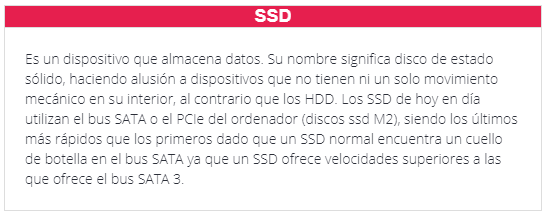 SSD
Es un dispositivo que almacena datos. Su nombre significa disco de estado
sólido, haciendo alusión a dispositivos que no tienen ni un solo movimiento
mecánico en su interior, al contrario que los HDD. Los SSD de hoy en día
utilizan el bus SATA o el PCIe del ordenador (discos ssd M2), siendo los últimos
más rápidos que los primeros dado que un SSD normal encuentra un cuello
de botella en el bus SATA ya que un SSD ofrece velocidades superiores a las
que ofrece el bus SATA 3.